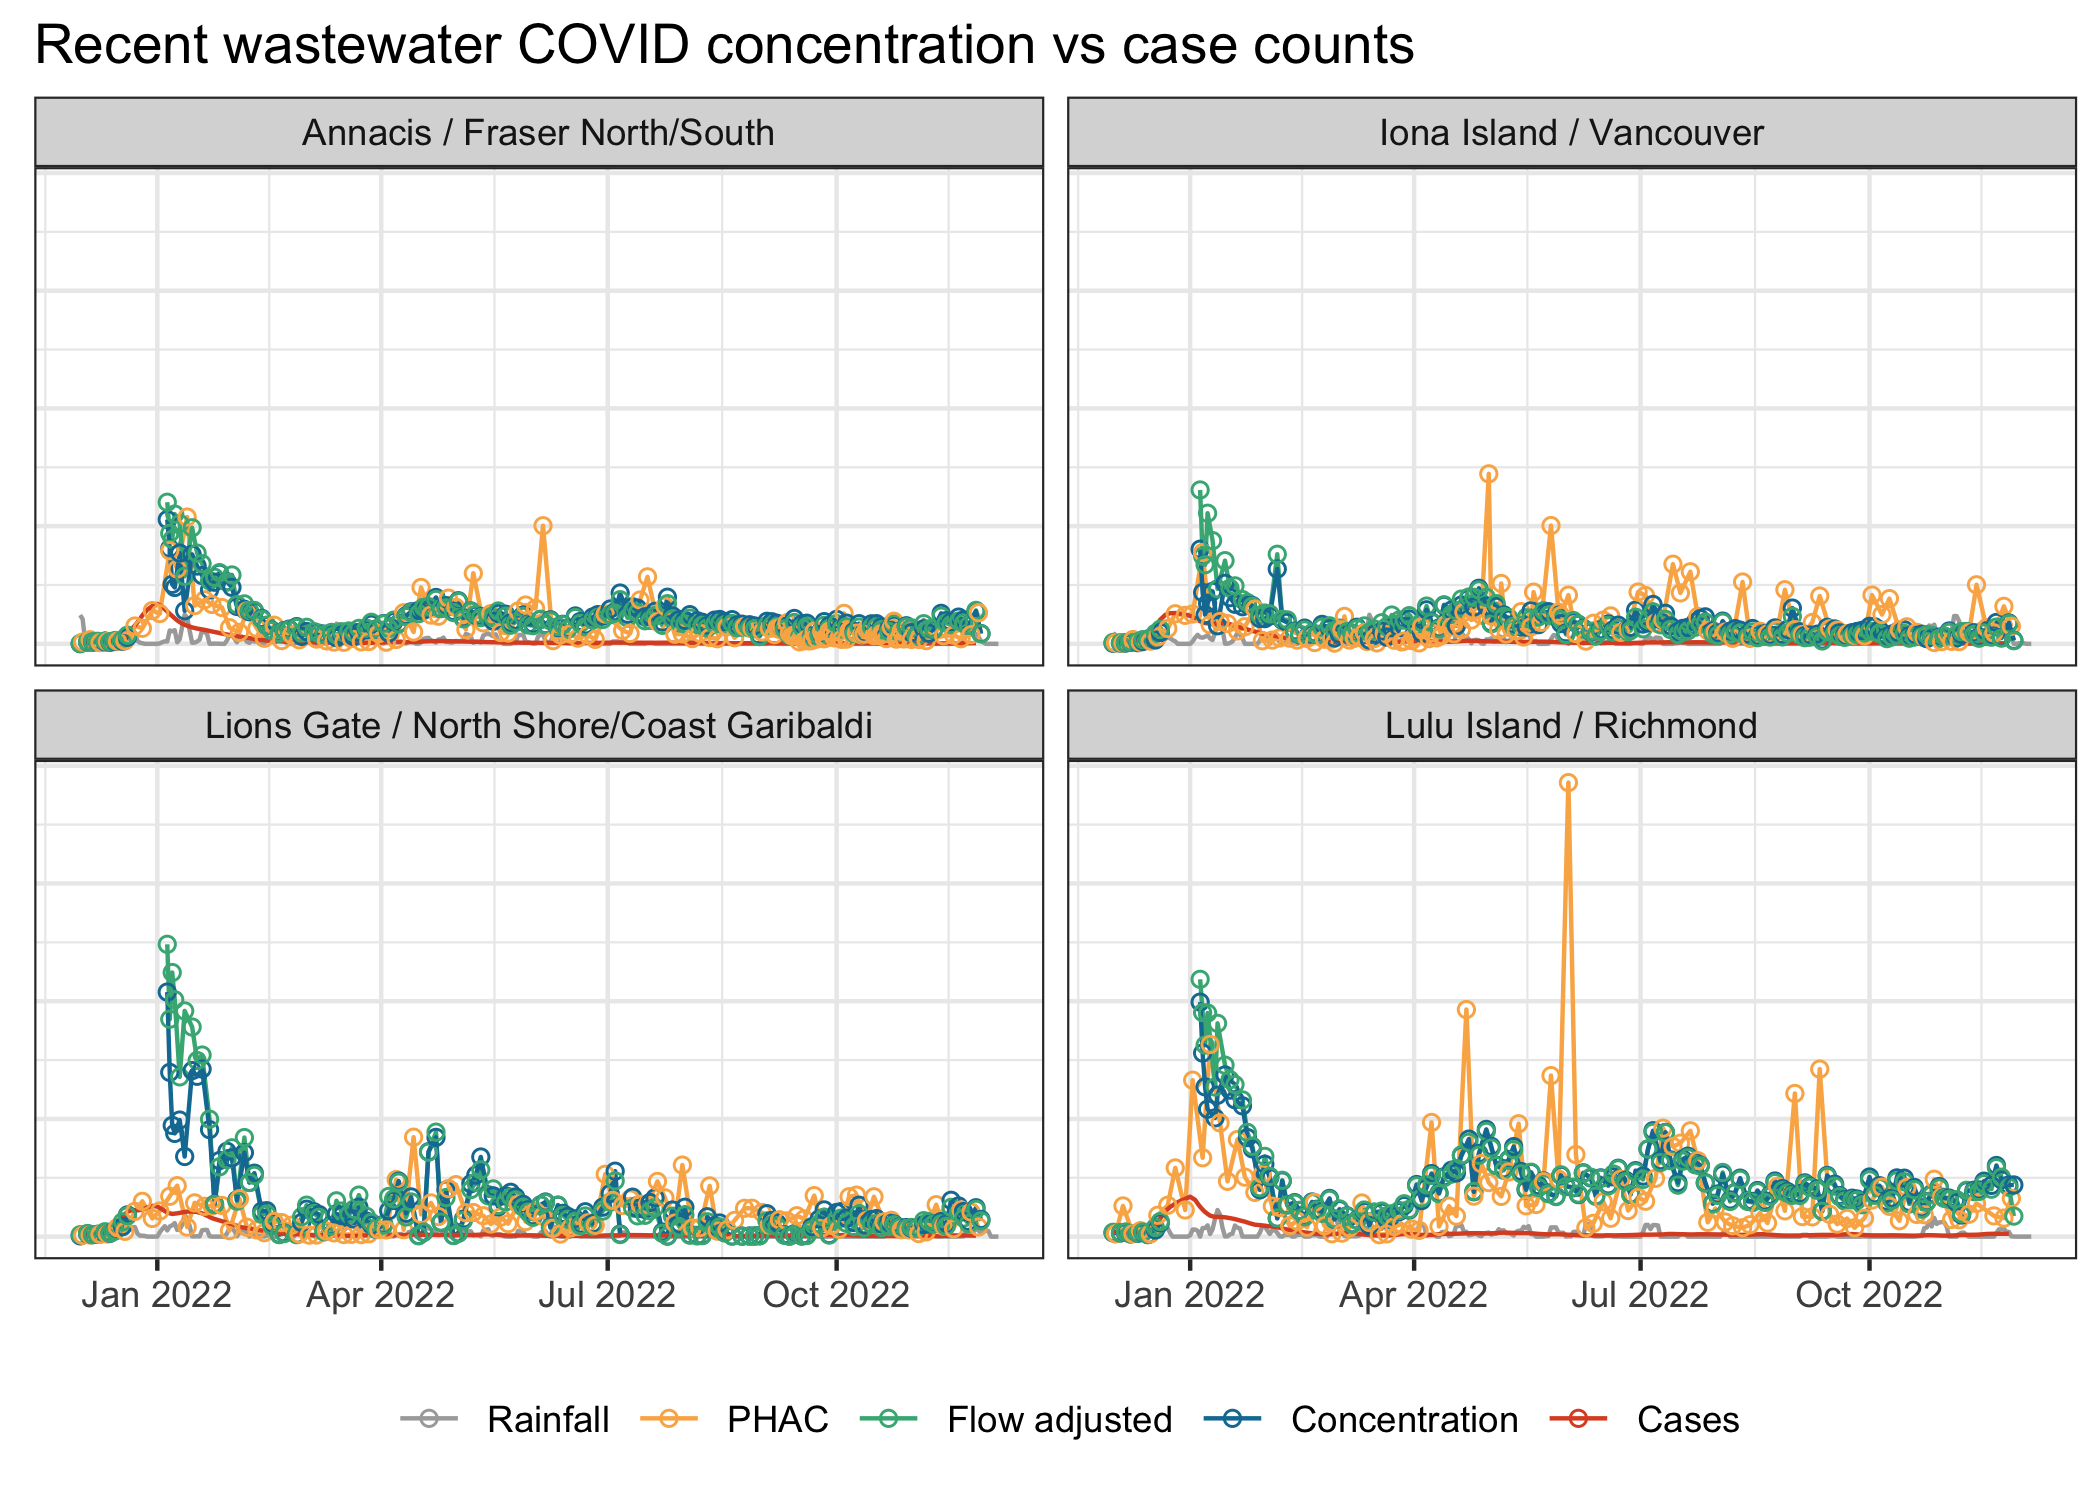 Recent wastewater COVID concentration vs case counts
Annacis / Fraser North/South
Iona Island / Vancouver
Lions Gate / North Shore/Coast Garibaldi
Lulu Island / Richmond
Jan 2022 Apr 2022 Jul 2022 Oct 2022
Jan 2022 Apr 2022 Jul 2022 Oct 2022
Rainfall PHAC Flow adjusted Concentration Cases